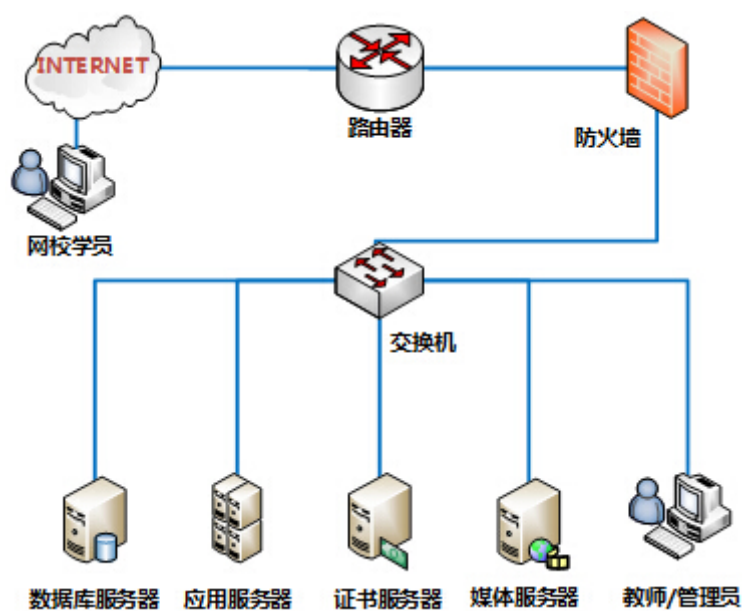 INTERNET
路由器
防火墙
网校学员
交换机
数据库服务器
应用服务器
证书服务器
媒体服务器
教师/管理员